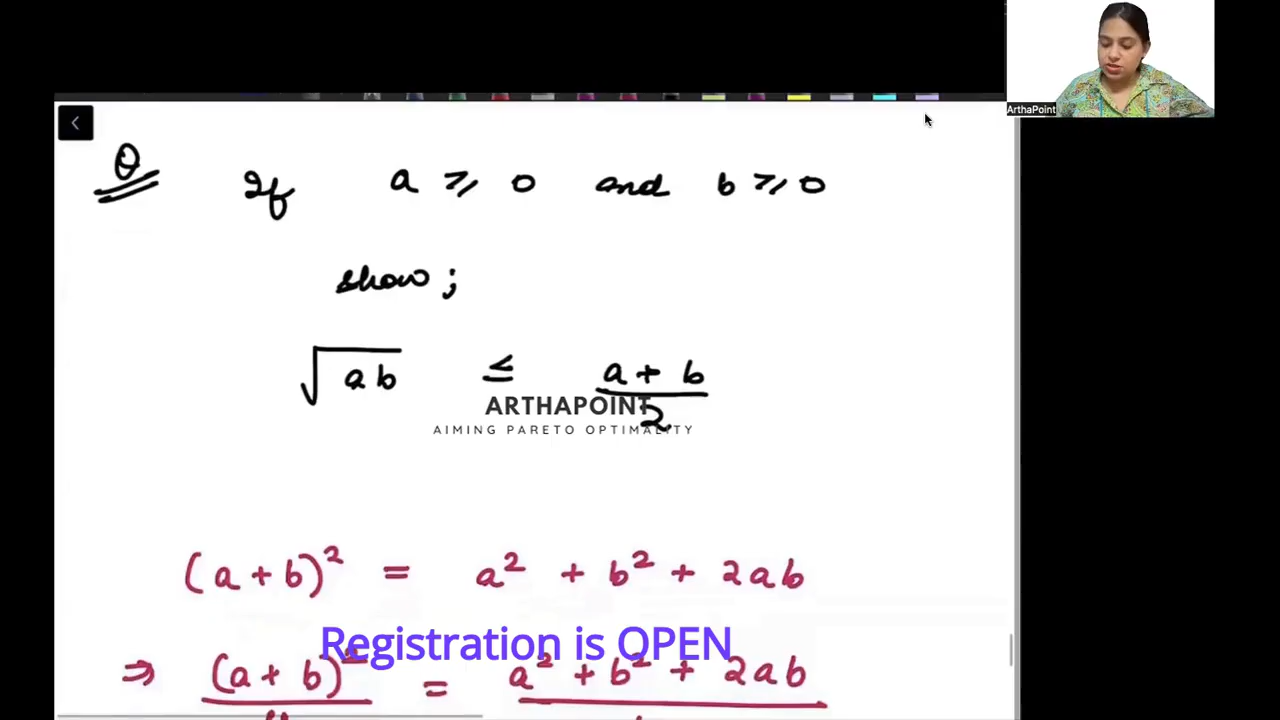 ArthaPoint
Q If a ≥ 0 and b ≥ 0
show;
√ab ≤ a + b / 2
ARTHAPOINT
AIMING PARETO OPTIMALITY
(a + b)² = a² + b² + 2ab
Registration is OPEN
⇒ (a + b)² = a² + b² + 2ab